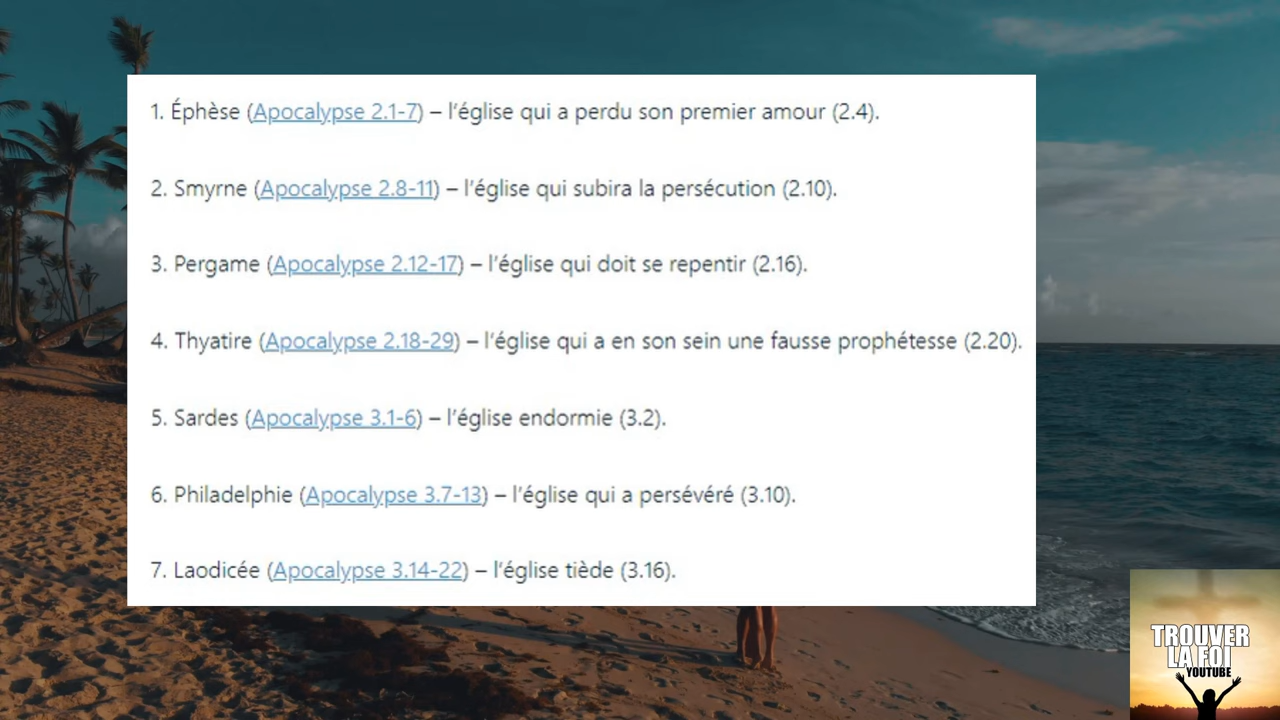 1. Éphèse (Apocalypse 2.1-7) – l'église qui a perdu son premier amour (2.4).
2. Smyrne (Apocalypse 2.8-11) – l'église qui subira la persécution (2.10).
3. Pergame (Apocalypse 2.12-17) – l'église qui doit se repentir (2.16).
4. Thyatire (Apocalypse 2.18-29) – l'église qui a en son sein une fausse prophétesse (2.20).
5. Sardes (Apocalypse 3.1-6) – l'église endormie (3.2).
6. Philadelphie (Apocalypse 3.7-13) – l'église qui a persévéré (3.10).
7. Laodicée (Apocalypse 3.14-22) – l'église tiède (3.16).
TROUVER
LA FOI
YOUTUBE